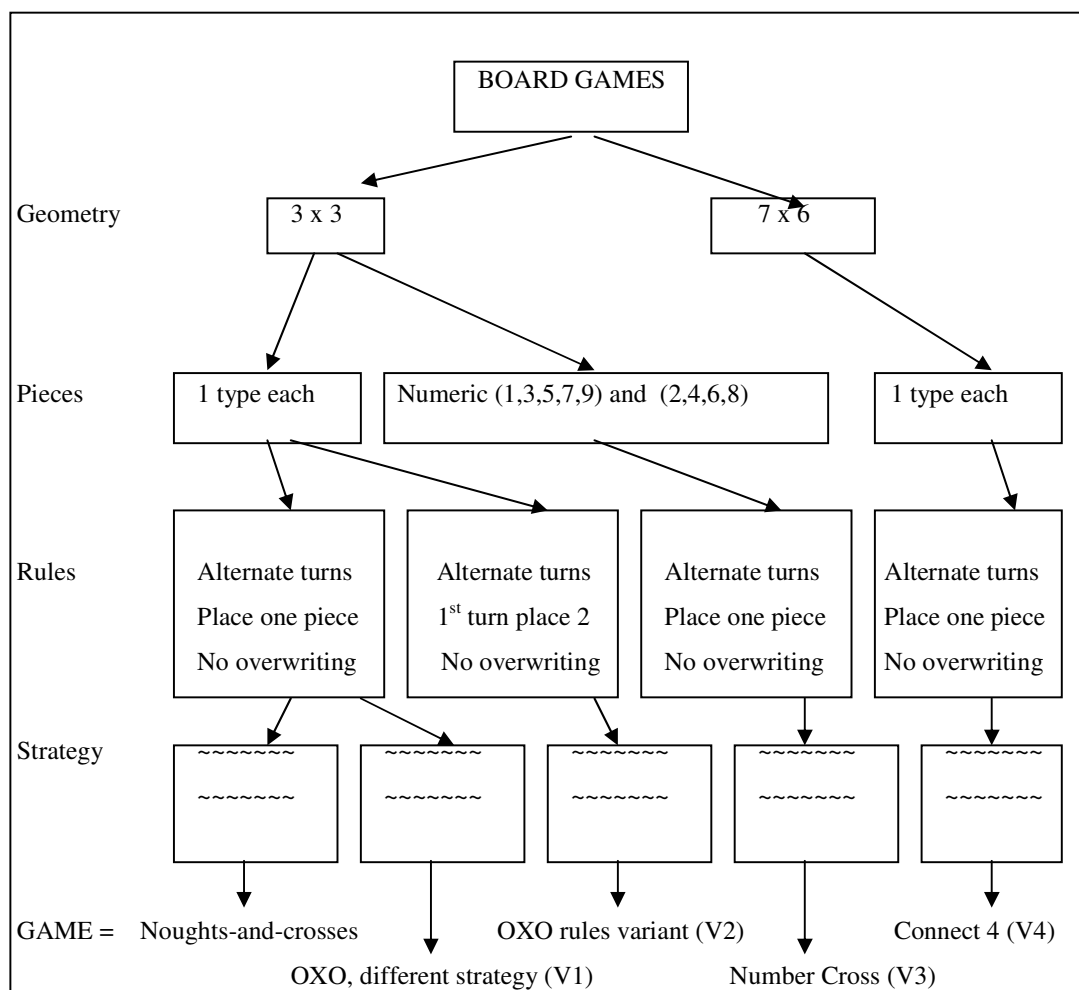 BOARD GAMES
Geometry
3 x 3
7 x 6
Pieces
1 type each
Numeric (1,3,5,7,9) and (2,4,6,8)
1 type each
Rules
Alternate turns
Place one piece
No overwriting
Alternate turns
1st turn place 2
No overwriting
Alternate turns
Place one piece
No overwriting
Alternate turns
Place one piece
No overwriting
Strategy
~~~~~~~
~~~~~~~
~~~~~~~
~~~~~~~
~~~~~~~
~~~~~~~
~~~~~~~
~~~~~~~
~~~~~~~
~~~~~~~
GAME = Noughts-and-crosses
OXO rules variant (V2)
Connect 4 (V4)
OXO, different strategy (V1)
Number Cross (V3)